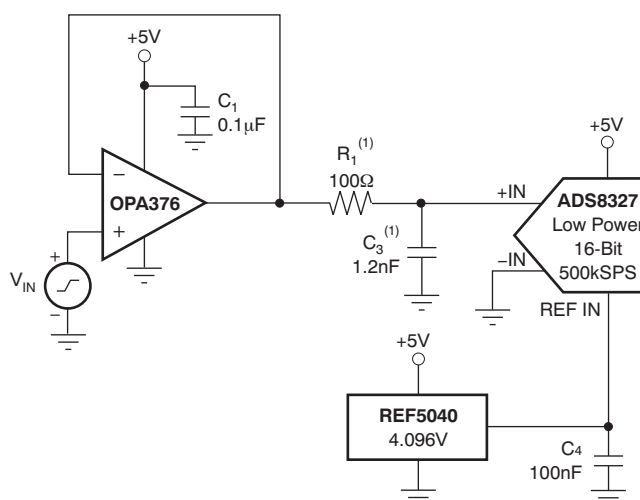 +5V
C1
0.1µF
−
OPA376
+
+
VIN
−
R1(1)
100Ω
C3(1)
1.2nF
+5V
+IN
ADS8327
Low Power
16-Bit
500kSPS
−IN
REF IN
+5V
REF5040
4.096V
C4
100nF